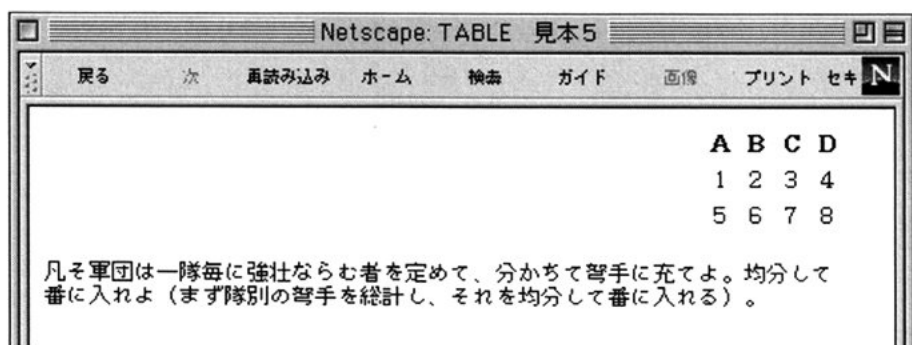 Netscape: TABLE 見本5
戻る 次 再読み込み ホーム 検索 ガイド 画像 プリント セキ N
A B C D
1 2 3 4
5 6 7 8
凡そ軍団は一隊毎に強壮ならむ者を定めて、分かちて弩手に充てよ。均分して
番に入れよ（まず隊別の弩手を総計し、それを均分して番に入れる）。